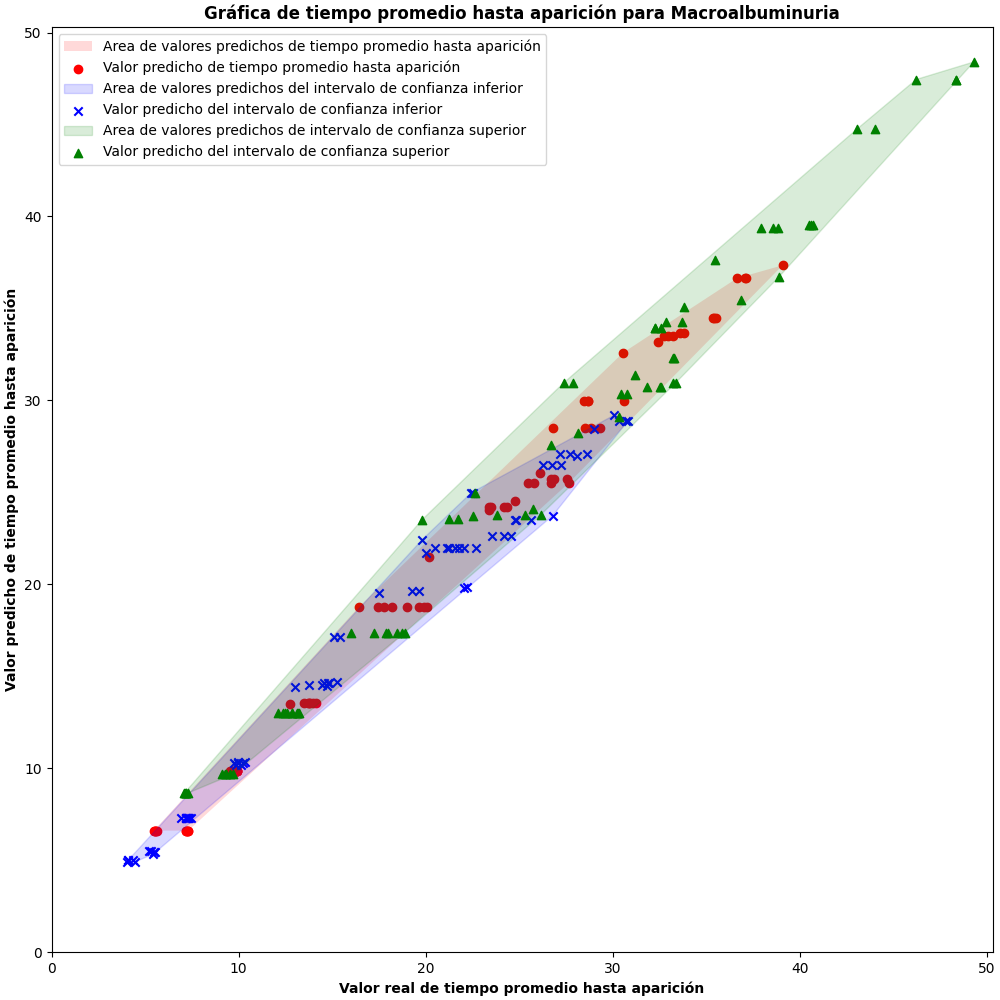 Gráfica de tiempo promedio hasta aparición para Macroalbuminuria
Area de valores predichos de tiempo promedio hasta aparición
Valor predicho de tiempo promedio hasta aparición
Area de valores predichos del intervalo de confianza inferior
Valor predicho del intervalo de confianza inferior
Area de valores predichos de intervalo de confianza superior
Valor predicho del intervalo de confianza superior
Valor predicho de tiempo promedio hasta aparición
50
40
30
20
10
0
0 10 20 30 40 50
Valor real de tiempo promedio hasta aparición